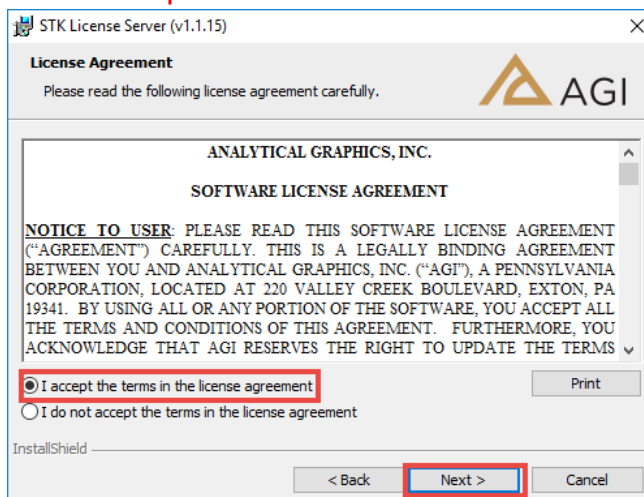 STK License Server (v1.1.15)
License Agreement
Please read the following license agreement carefully.
AGI
ANALYTICAL GRAPHICS, INC.
SOFTWARE LICENSE AGREEMENT
NOTICE TO USER: PLEASE READ THIS SOFTWARE LICENSE AGREEMENT
(“AGREEMENT”) CAREFULLY. THIS IS A LEGALLY BINDING AGREEMENT
BETWEEN YOU AND ANALYTICAL GRAPHICS, INC. (“AGI”), A PENNSYLVANIA
CORPORATION, LOCATED AT 220 VALLEY CREEK BOULEVARD, EXTON, PA
19341. BY USING ALL OR ANY PORTION OF THE SOFTWARE, YOU ACCEPT ALL
THE TERMS AND CONDITIONS OF THIS AGREEMENT. FURTHERMORE, YOU
ACKNOWLEDGE THAT AGI RESERVES THE RIGHT TO UPDATE THE TERMS
I accept the terms in the license agreement
Print
I do not accept the terms in the license agreement
InstallShield
< Back
Next >
Cancel